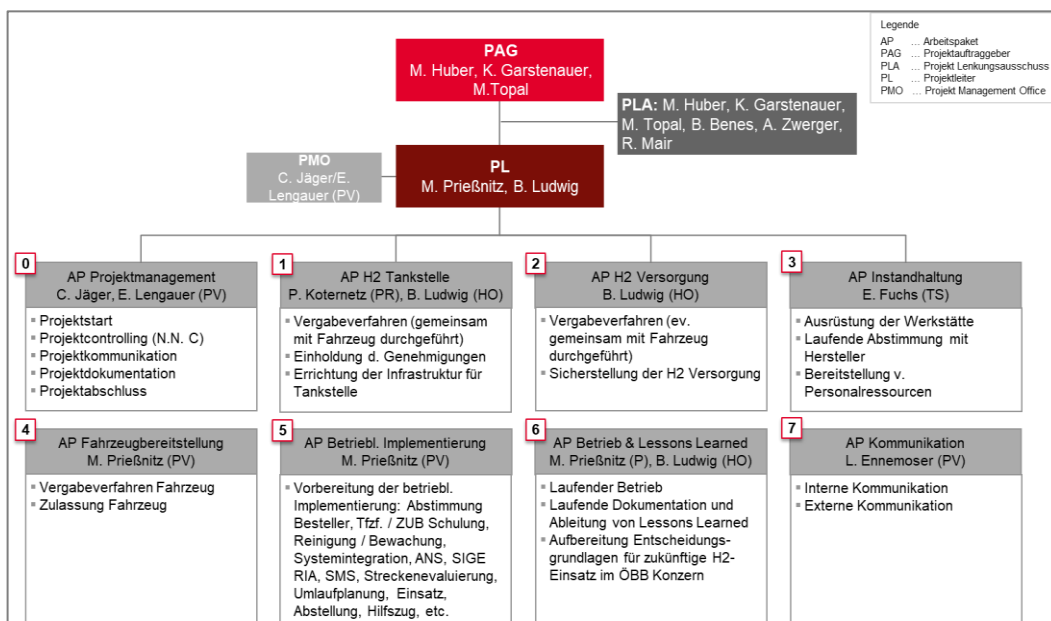 Legende
AP ... Arbeitspaket
PAG ... Projektauftraggeber
PLA ... Projekt Lenkungsausschuss
PL ... Projektleiter
PMO ... Projekt Management Office
PAG
M. Huber, K. Garstenauer,
M.Topal
PLA: M. Huber, K. Garstenauer,
M. Topal, B. Benes, A. Zwerger,
R. Mair
PMO
C. Jäger/E.
Lengauer (PV)
PL
M. Prießnitz, B. Ludwig
0
AP Projektmanagement
C. Jäger, E. Lengauer (PV)
▪ Projektstart
▪ Projektcontrolling (N.N. C)
▪ Projektkommunikation
▪ Projektdokumentation
▪ Projektabschluss
1
AP H2 Tankstelle
P. Koternetz (PR), B. Ludwig (HO)
▪ Vergabeverfahren (gemeinsam
mit Fahrzeug durchgeführt)
▪ Einholung d. Genehmigungen
▪ Errichtung der Infrastruktur für
Tankstelle
2
AP H2 Versorgung
B. Ludwig (HO)
▪ Vergabeverfahren (ev.
gemeinsam mit Fahrzeug
durchgeführt)
▪ Sicherstellung der H2 Versorgung
3
AP Instandhaltung
E. Fuchs (TS)
▪ Ausrüstung der Werkstätte
▪ Laufende Abstimmung mit
Hersteller
▪ Bereitstellung v.
Personalressourcen
4
AP Fahrzeugbereitstellung
M. Prießnitz (PV)
▪ Vergabeverfahren Fahrzeug
▪ Zulassung Fahrzeug
5
AP Betriebl. Implementierung
M. Prießnitz (PV)
▪ Vorbereitung der betriebl.
Implementierung: Abstimmung
Besteller, Tfzf. / ZUB Schulung,
Reinigung / Bewachung,
Systemintegration, ANS, SIGE
RIA, SMS, Streckenevaluierung,
Umlaufplanung, Einsatz,
Abstellung, Hilfszug, etc.
6
AP Betrieb & Lessons Learned
M. Prießnitz (P), B. Ludwig (HO)
▪ Laufender Betrieb
▪ Laufende Dokumentation und
Ableitung von Lessons Learned
▪ Aufbereitung Entscheidungs-
grundlagen für zukünftige H2-
Einsatz im ÖBB Konzern
7
AP Kommunikation
L. Ennemoser (PV)
▪ Interne Kommunikation
▪ Externe Kommunikation